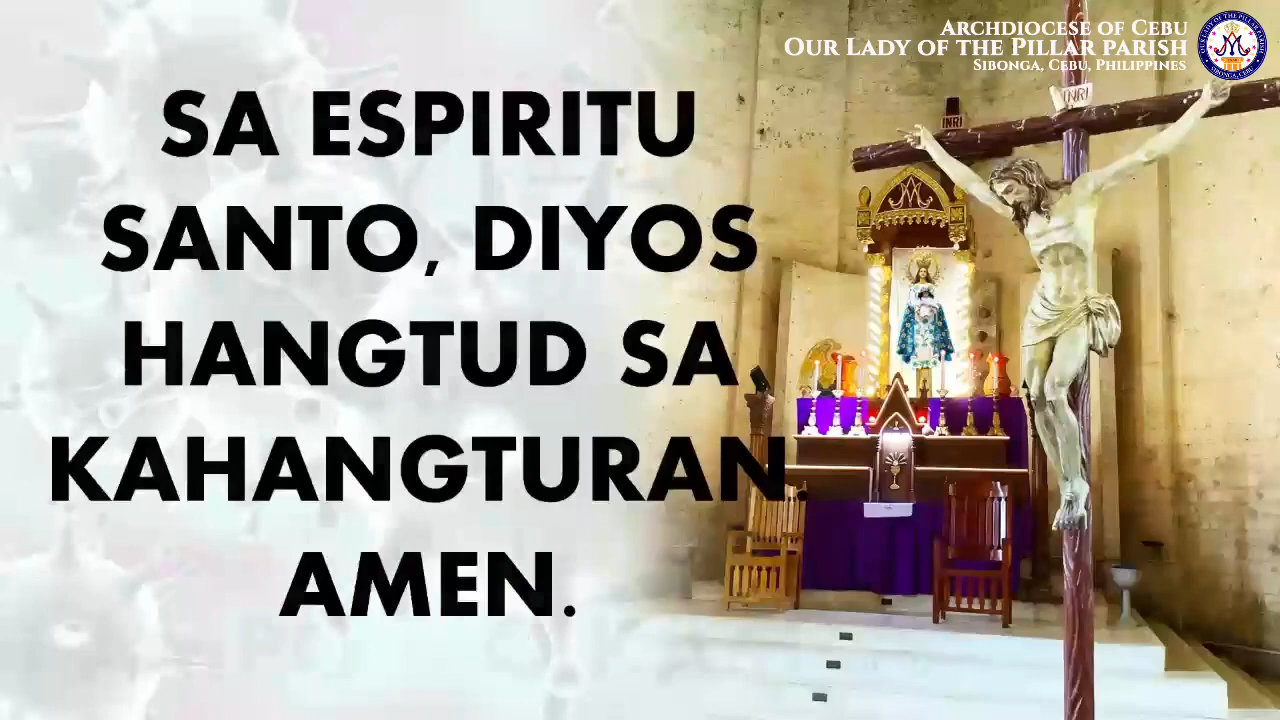 ARCHDIOCESE OF CEBU
OUR LADY OF THE PILLAR PARISH
SIBONGA, CEBU, PHILIPPINES
INRI
INRI
SA ESPIRITU
SANTO, DIYOS
HANGTUD SA
KAHANGTURAN.
AMEN.